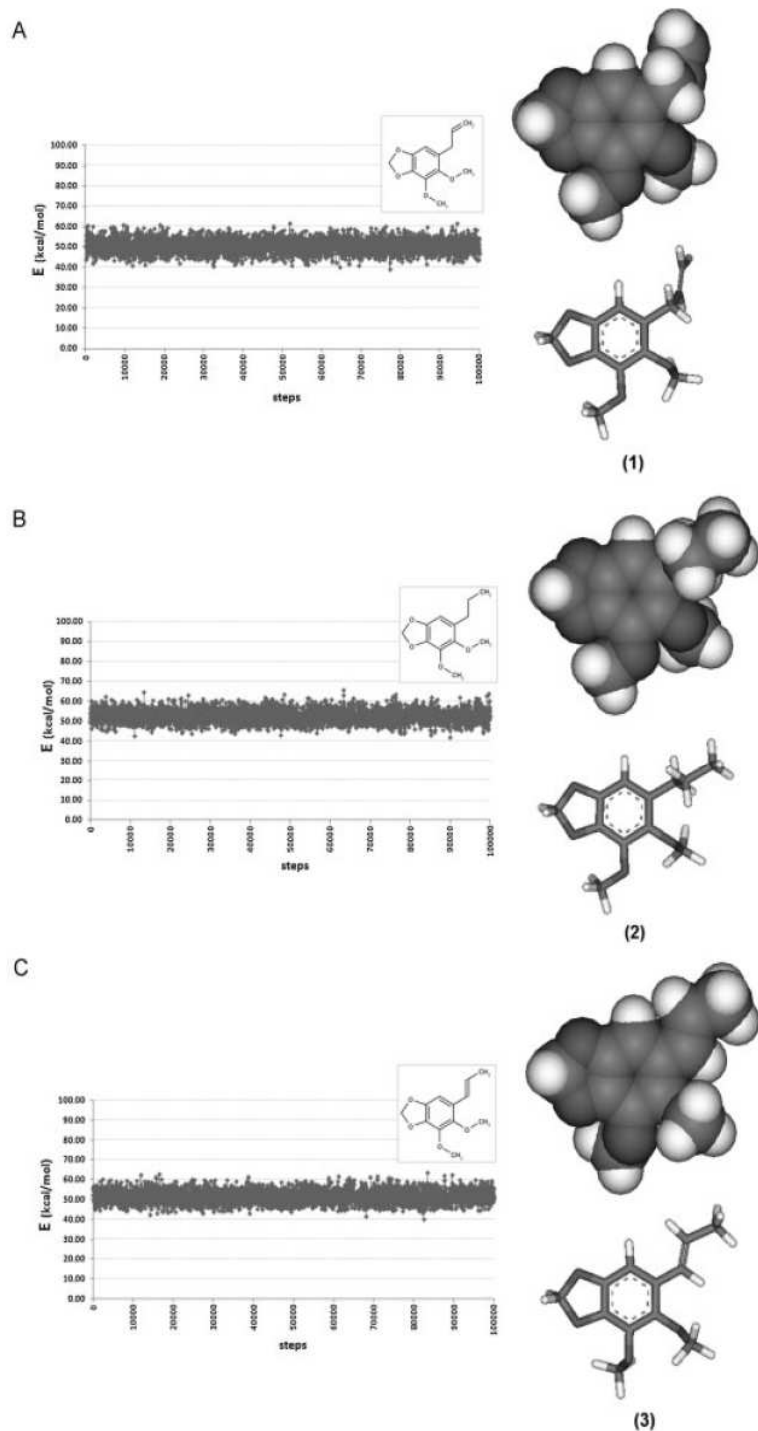 A
CH₂
O
O
O
CH₃
O
CH₃
100.00
90.00
80.00
70.00
60.00
50.00
40.00
30.00
20.00
10.00
0.00
E (kcal/mol)
0
10000
20000
30000
40000
50000
60000
70000
80000
90000
100000
steps
(1)
B
CH₃
O
O
O
CH₃
O
CH₃
100.00
90.00
80.00
70.00
60.00
50.00
40.00
30.00
20.00
10.00
0.00
E (kcal/mol)
0
10000
20000
30000
40000
50000
60000
70000
80000
90000
100000
steps
(2)
C
CH₃
O
O
O
CH₃
O
CH₃
100.00
90.00
80.00
70.00
60.00
50.00
40.00
30.00
20.00
10.00
0.00
E (kcal/mol)
0
10000
20000
30000
40000
50000
60000
70000
80000
90000
100000
steps
(3)